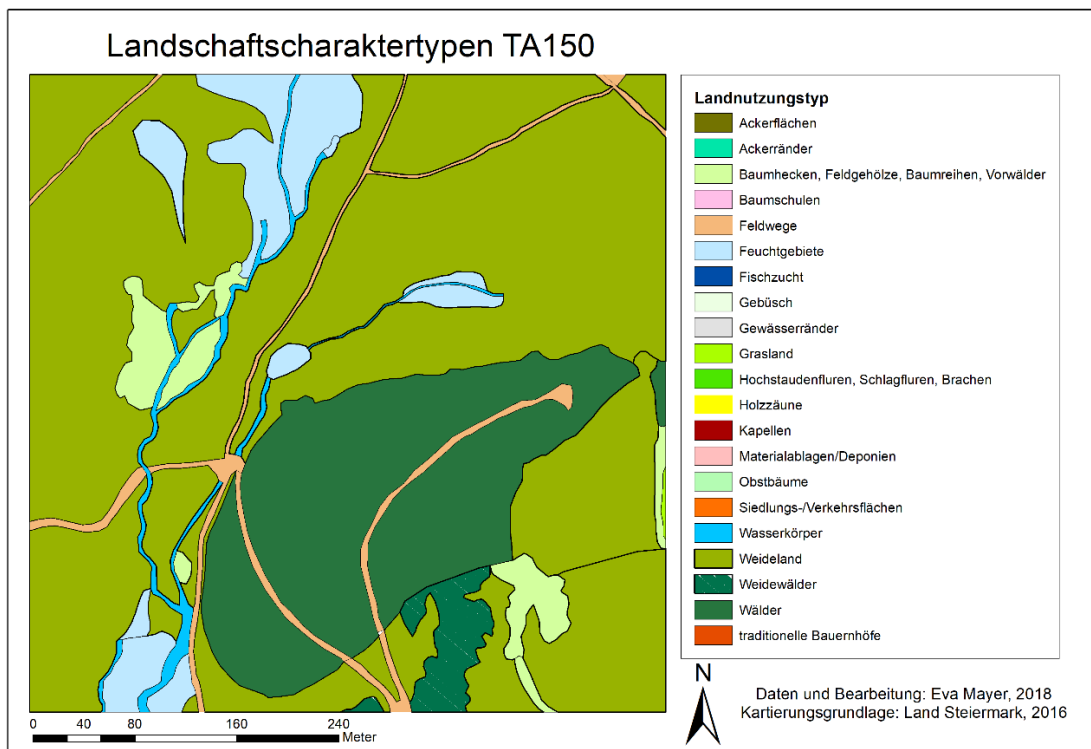 Landschaftscharaktertypen TA150
Landnutzungstyp
Ackerflächen
Ackerränder
Baumhecken, Feldgehölze, Baumreihen, Vorwälder
Baumschulen
Feldwege
Feuchtgebiete
Fischzucht
Gebüsch
Gewässerränder
Grasland
Hochstaudenfluren, Schlagfluren, Brachen
Holzzäune
Kapellen
Materialablagen/Deponien
Obstbäume
Siedlungs-/Verkehrsflächen
Wasserkörper
Weideland
Weidewälder
Wälder
traditionelle Bauernhöfe
N
Daten und Bearbeitung: Eva Mayer, 2018
Kartierungsgrundlage: Land Steiermark, 2016
0 40 80 160 240
Meter